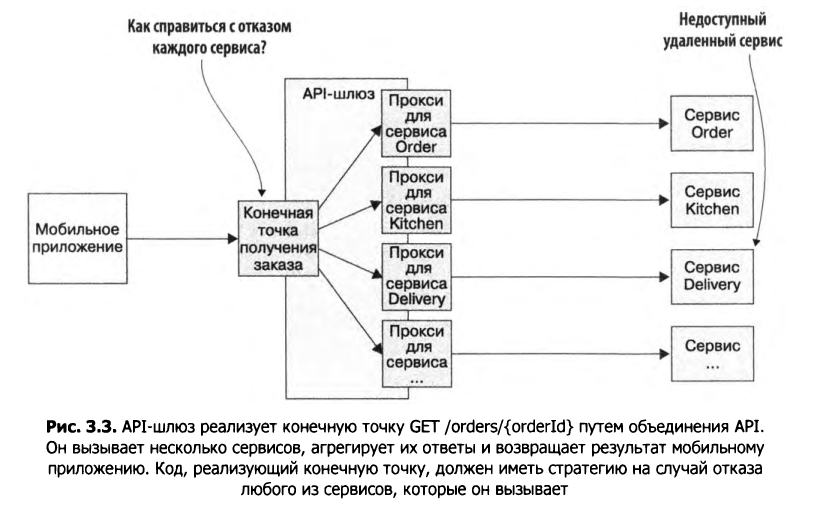 Как справиться с отказом
каждого сервиса?
Недоступный
удаленный сервис
API-шлюз
Прокси
для
сервиса
Order
Сервис
Order
Мобильное
приложение
Конечная
точка
получения
заказа
Прокси
для
сервиса
Kitchen
Сервис
Kitchen
Прокси
для
сервиса
Delivery
Сервис
Delivery
Прокси
для
сервиса
...
Сервис
...
Рис. 3.3. API-шлюз реализует конечную точку GET /orders/{orderId} путем объединения API.
Он вызывает несколько сервисов, агрегирует их ответы и возвращает результат мобильному
приложению. Код, реализующий конечную точку, должен иметь стратегию на случай отказа
любого из сервисов, которые он вызывает